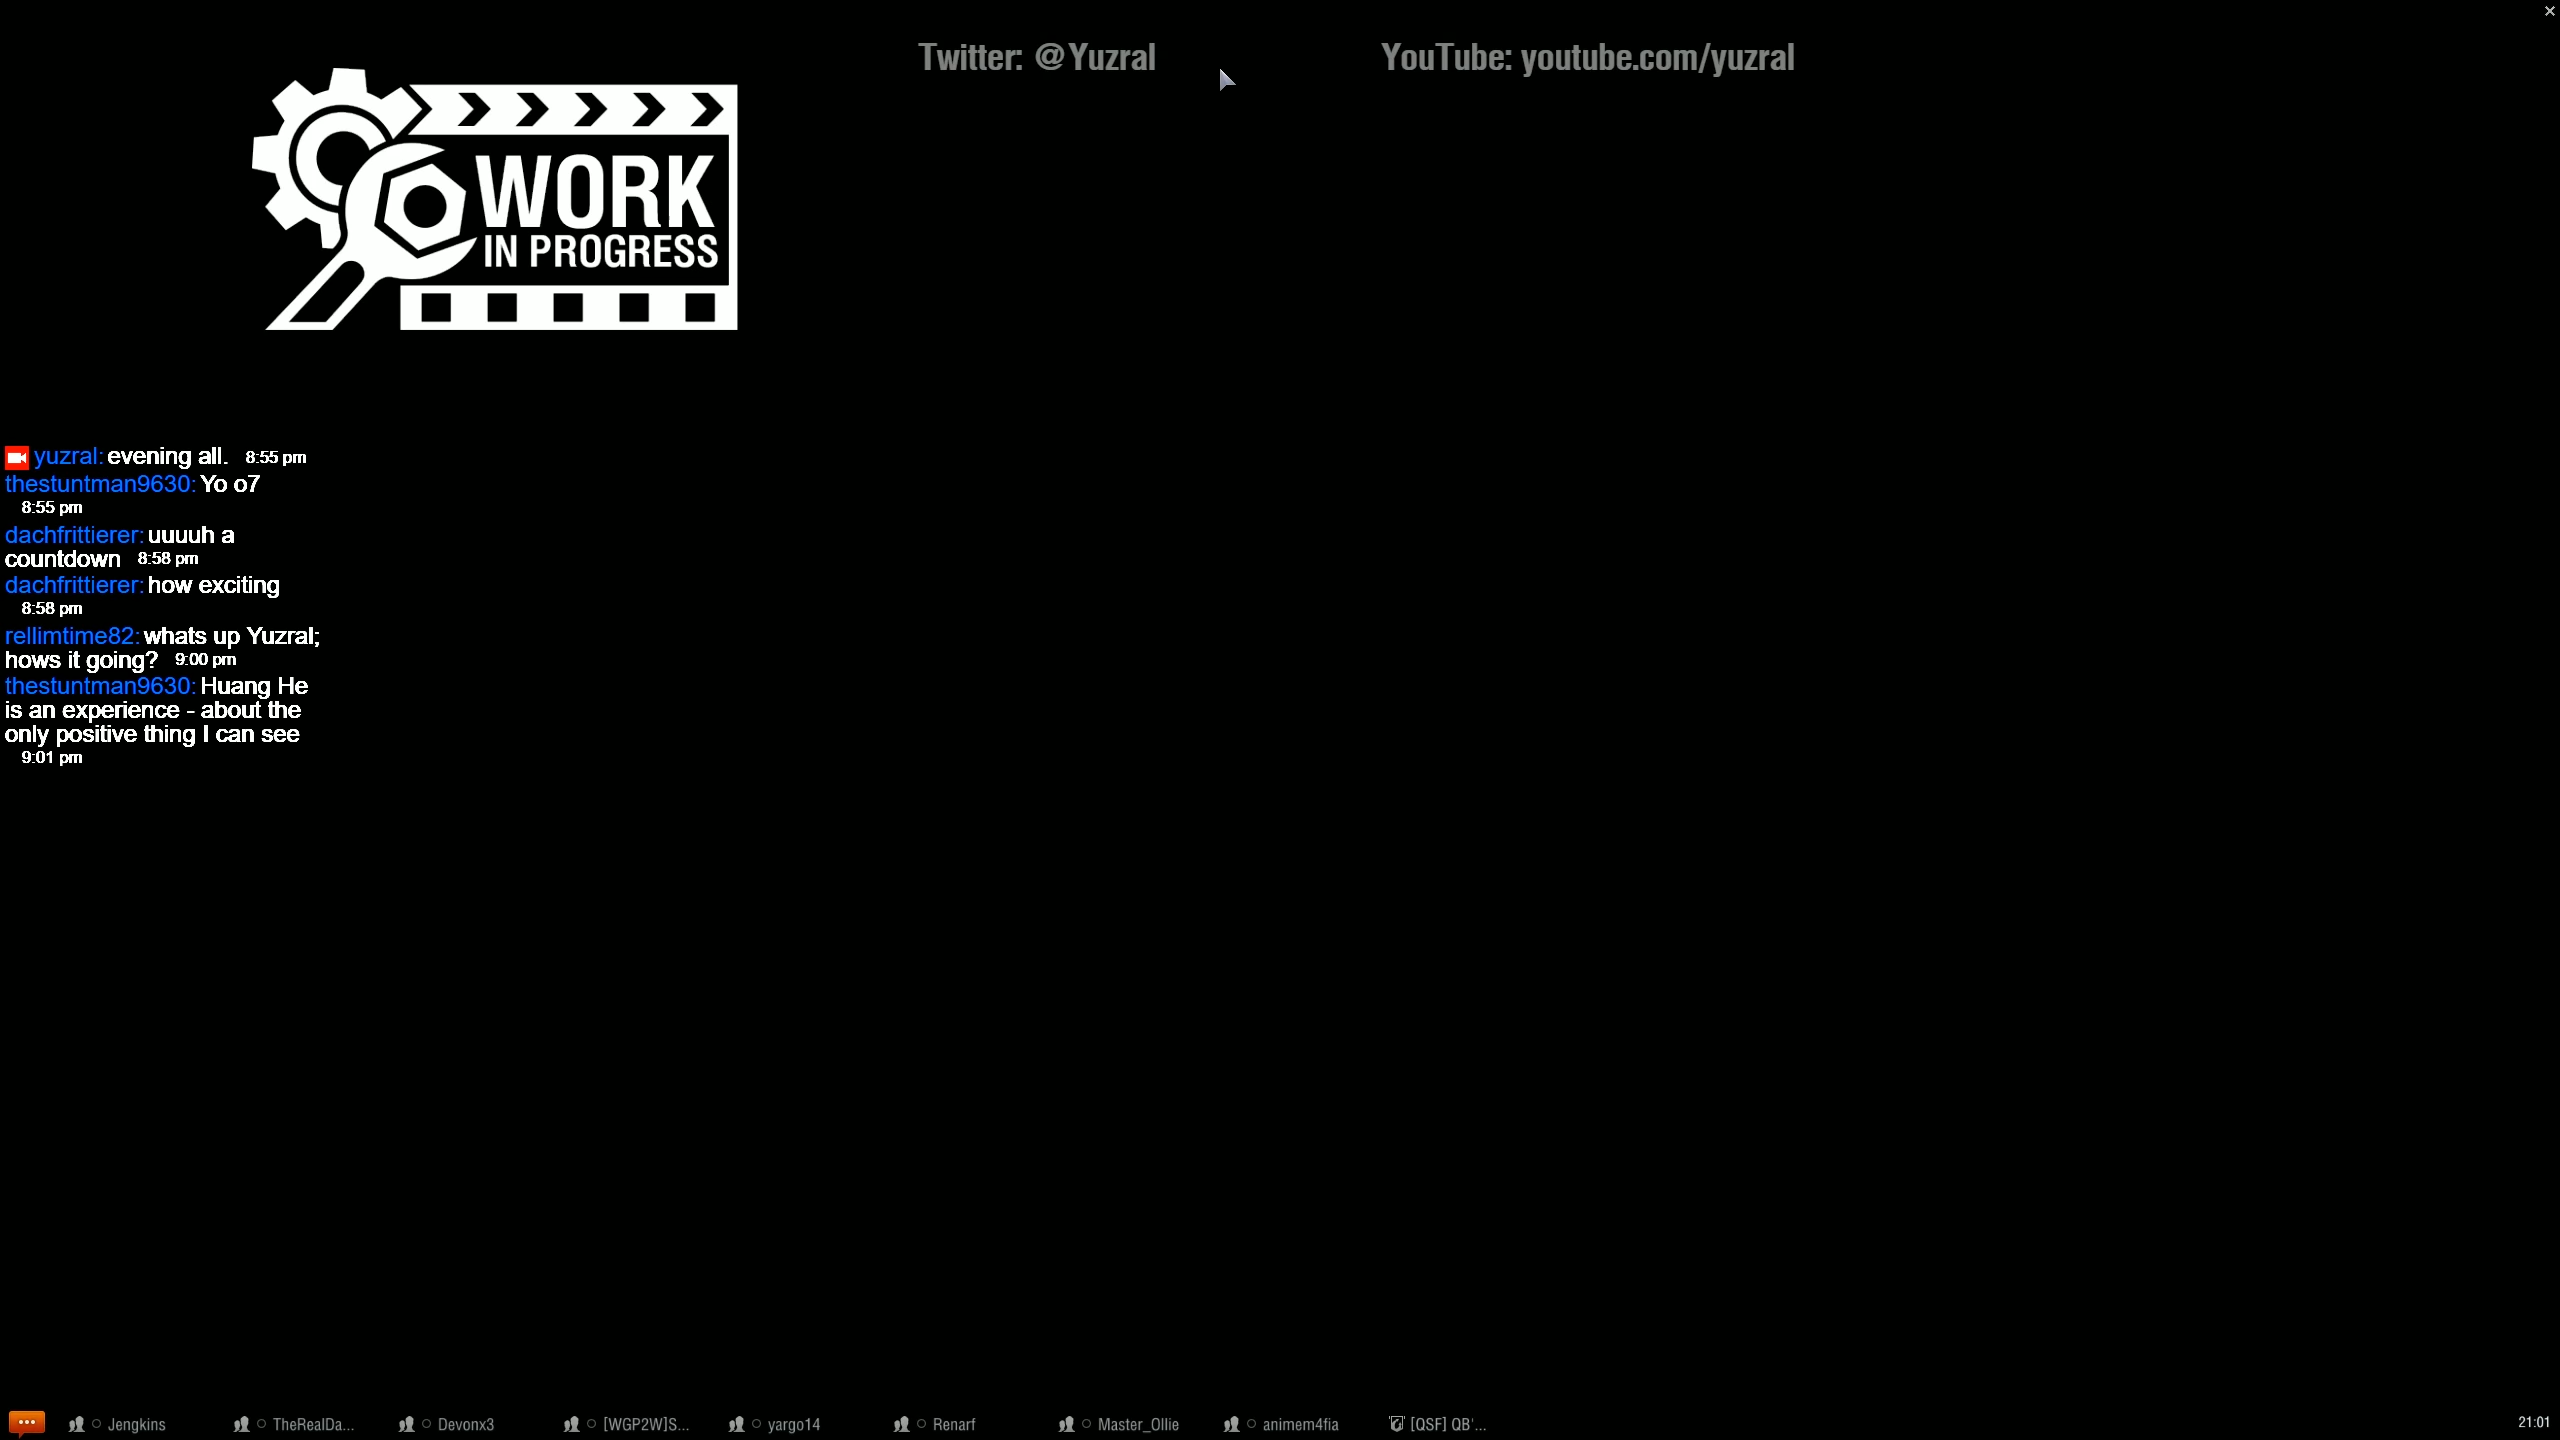 Twitter: @Yuzral
YouTube: youtube.com/yuzral
WORK
IN PROGRESS
yuzral: evening all. 8:55 pm
thestuntman9630: Yo o7
8:55 pm
dachfrittierer: uuuuh a
countdown 8:58 pm
dachfrittierer: how exciting
8:58 pm
rellimtime82: whats up Yuzral;
hows it going? 9:00 pm
thestuntman9630: Huang He
is an experience - about the
only positive thing I can see
9:01 pm
Jengkins
TheRealDa...
Devonx3
[WGP2W]S...
yargo14
Renarf
Master_Ollie
animem4fia
[QSF] QB'...
21:01